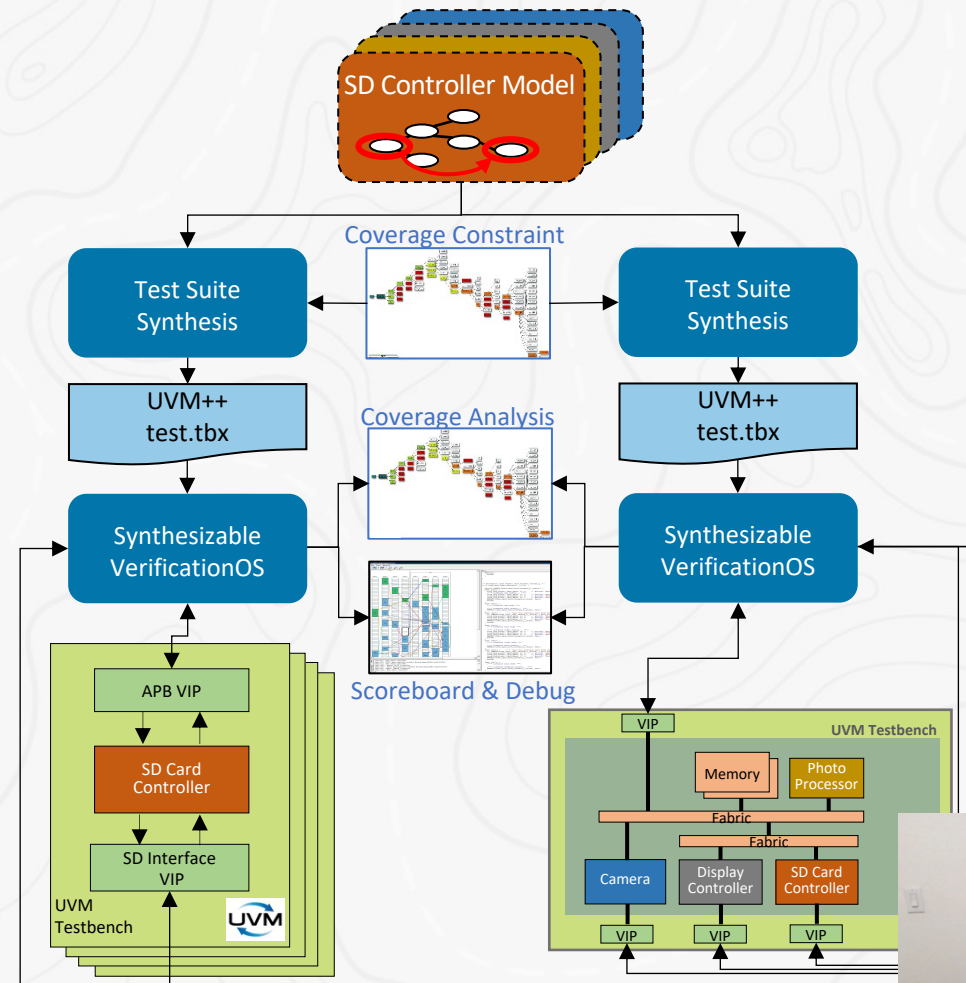 SD Controller Model
Coverage Constraint
Test Suite
Synthesis
Test Suite
Synthesis
UVM++
test.tbx
Coverage Analysis
UVM++
test.tbx
Synthesizable
VerificationOS
Synthesizable
VerificationOS
Scoreboard & Debug
APB VIP
SD Card
Controller
SD Interface
VIP
UVM
Testbench
UVM
VIP
UVM Testbench
Memory
Photo
Processor
Fabric
Fabric
Camera
Display
Controller
SD Card
Controller
VIP
VIP
VIP